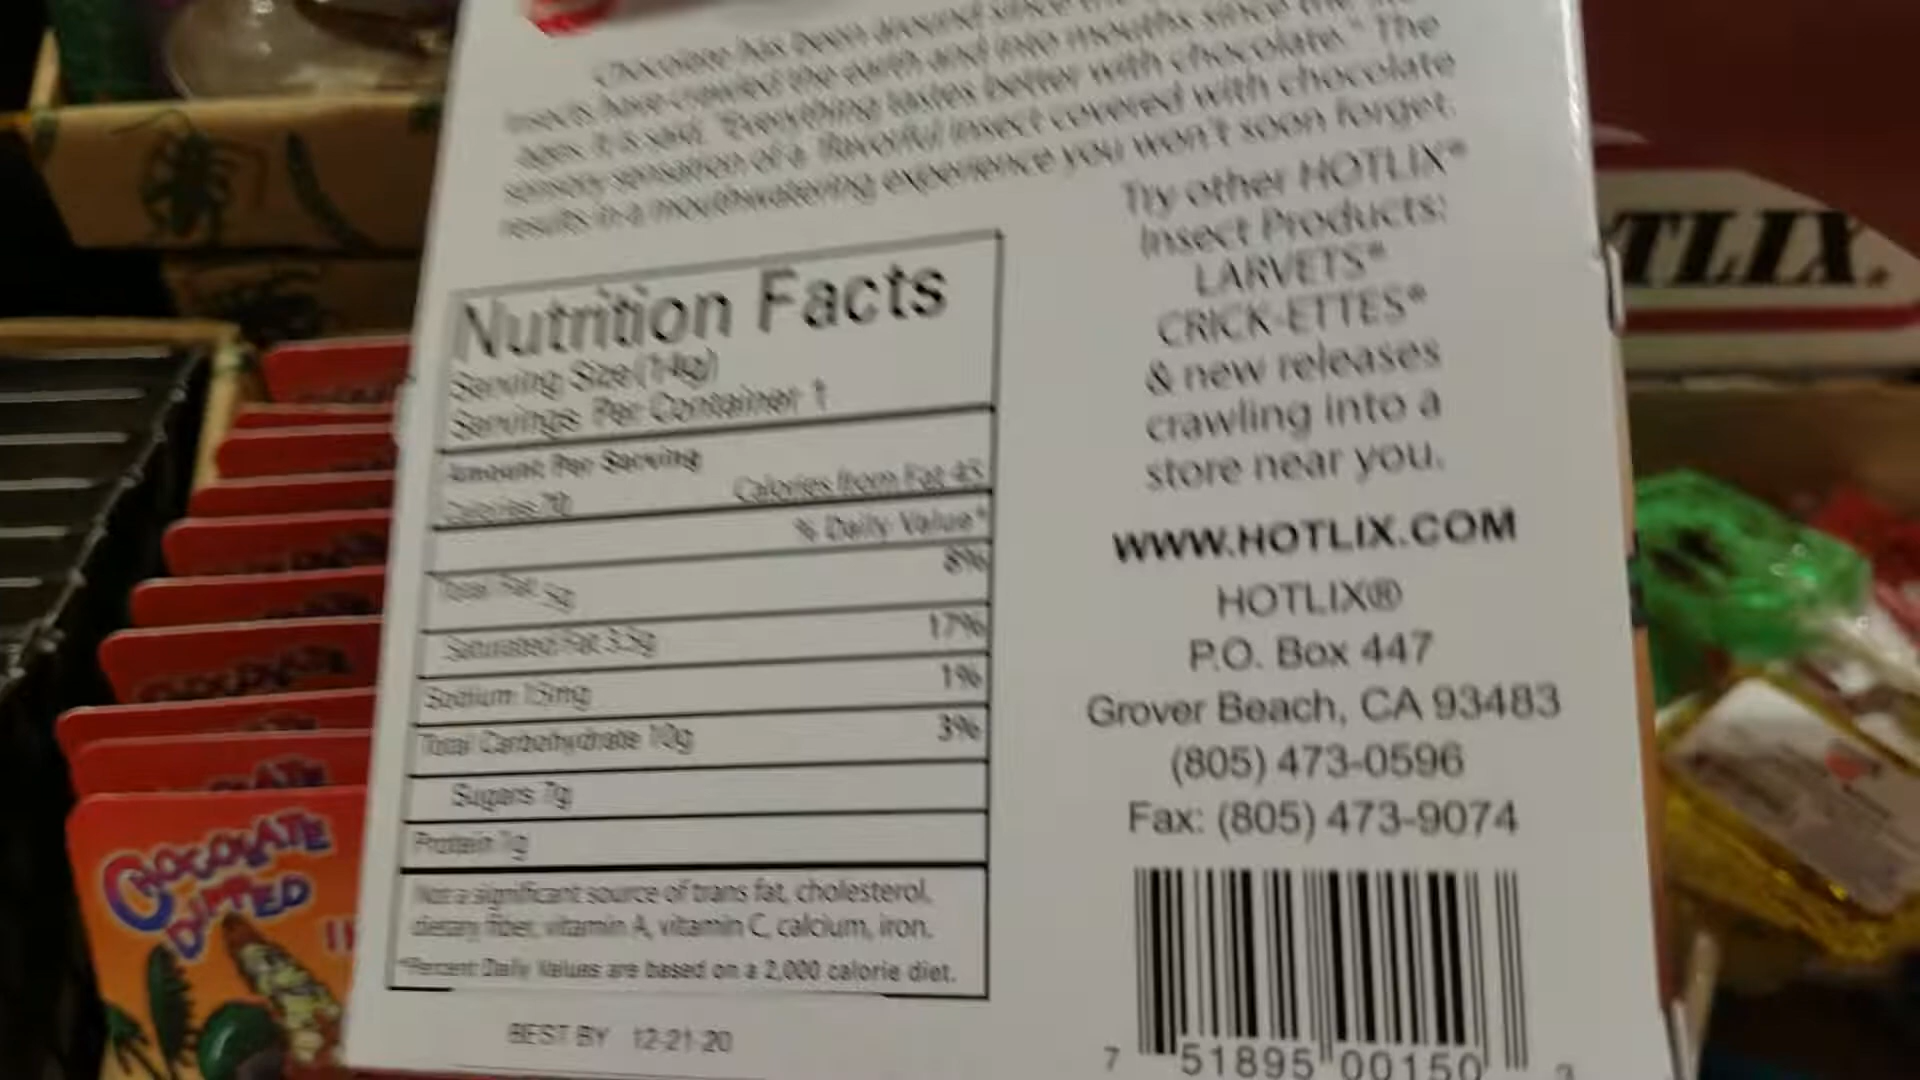 Chocolate has been around since the
Insects have crawled the earth and into mouths since the
ages. It is said, "Everything tastes better with chocolate." The
sensory sensation of a flavorful insect covered with chocolate
results in a mouthwatering experience you won't soon forget.
Try other HOTLIX®
Insect Products:
LARVETS®
CRICK-ETTES®
& new releases
crawling into a
store near you.
WWW.HOTLIX.COM
HOTLIX®
P.O. Box 447
Grover Beach, CA 93483
(805) 473-0596
Fax: (805) 473-9074
7 51895 00150 3
Nutrition Facts
Serving Size (14g)
Servings Per Container 1
Amount Per Serving
Calories 70 Calories from Fat 45
% Daily Value*
Total Fat 5g 8%
Saturated Fat 3.5g 17%
Sodium 15mg 1%
Total Carbohydrate 10g 3%
Sugars 7g
Protein 1g
Not a significant source of trans fat, cholesterol,
dietary fiber, vitamin A, vitamin C, calcium, iron.
*Percent Daily Values are based on a 2,000 calorie diet.
BEST BY 12-21-20
TLIX.
CHOCOLATE
DIPPED